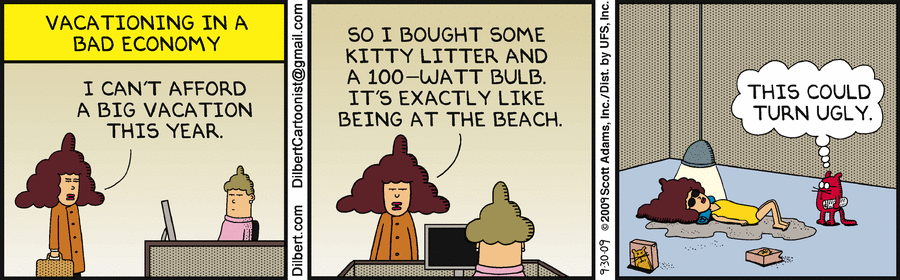 VACATIONING IN A
BAD ECONOMY
I CAN'T AFFORD
A BIG VACATION
THIS YEAR.
Dilbert.com DilbertCartoonist@gmail.com
SO I BOUGHT SOME
KITTY LITTER AND
A 100-WATT BULB.
IT'S EXACTLY LIKE
BEING AT THE BEACH.
9-30-09 ©2009 Scott Adams, Inc./Dist. by UFS, Inc.
THIS COULD
TURN UGLY.